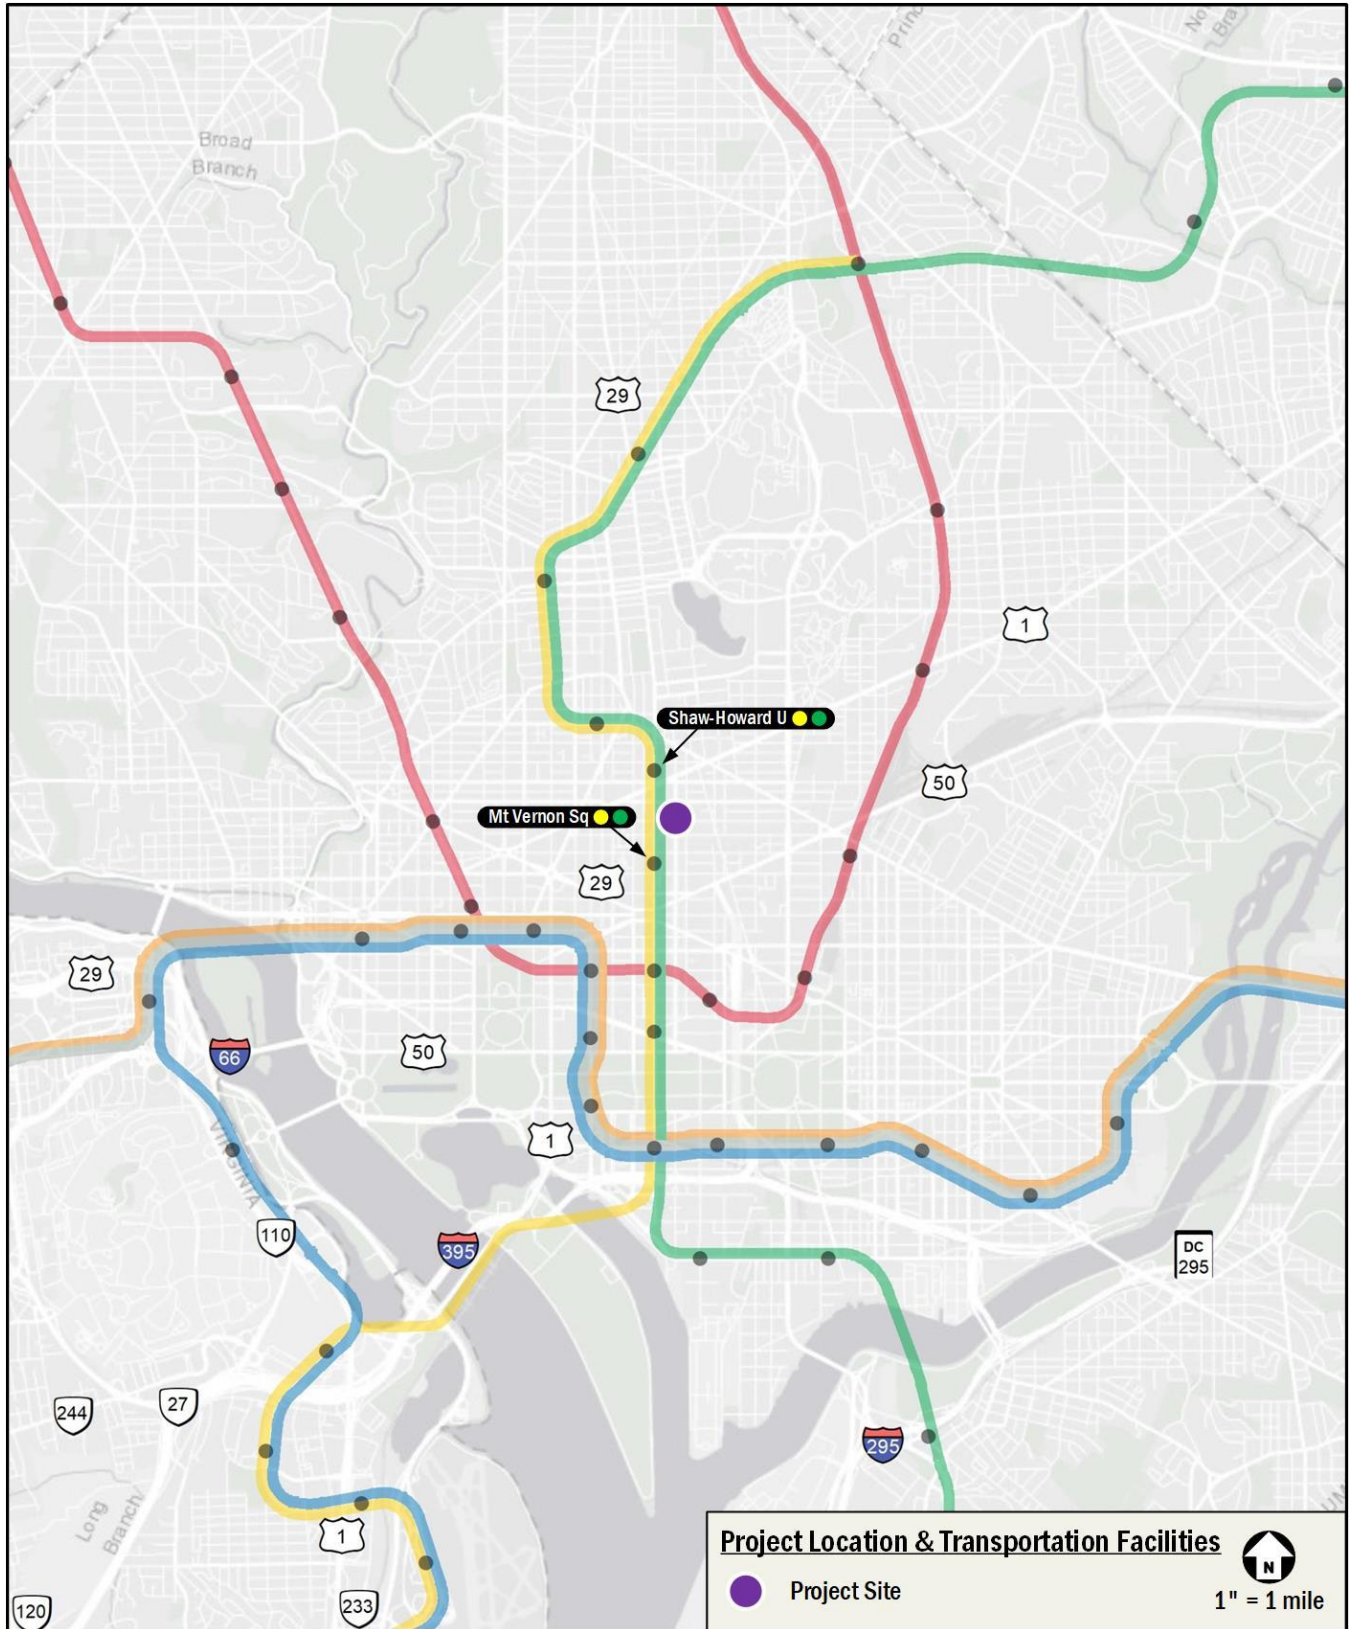 Broad
Branch
29
1
Shaw-Howard U
50
Mt Vernon Sq
29
29
66
50
1
VIRGINIA
110
395
DC
295
244
27
295
Long
Branch
1
120
233
Project Location & Transportation Facilities
N
Project Site
1" = 1 mile